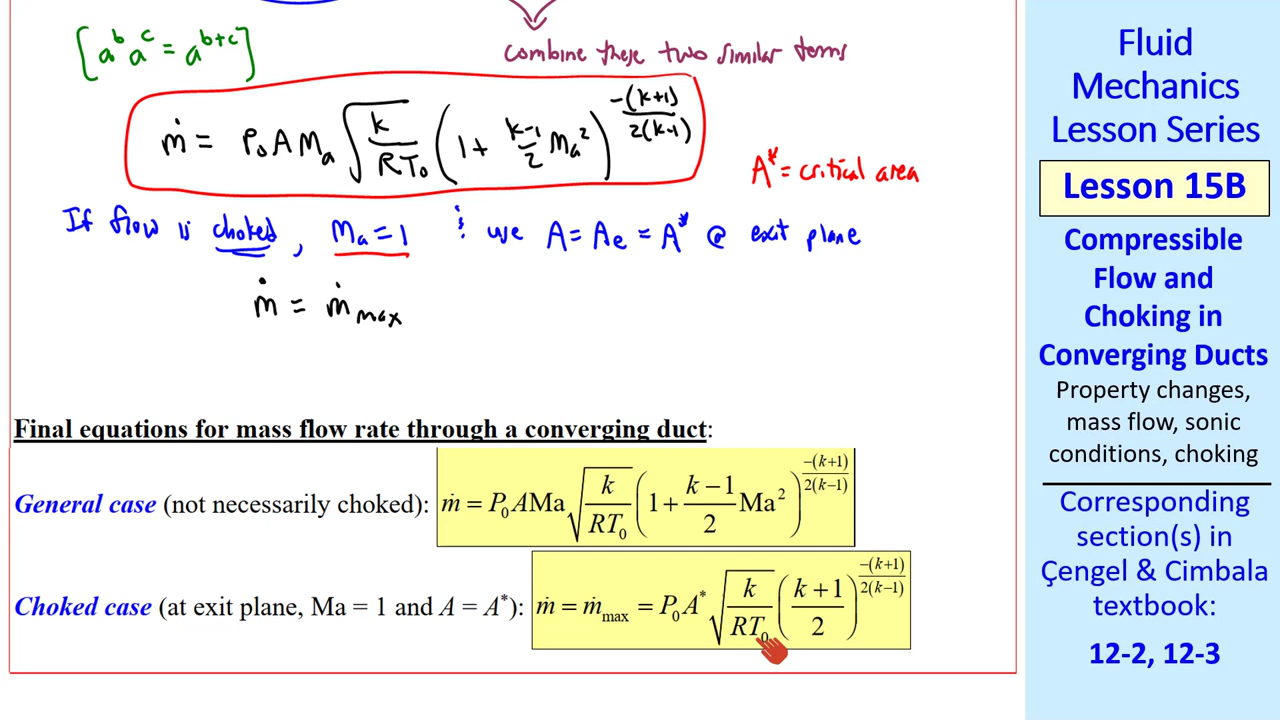 [aᵇ aᶜ = aᵇ⁺ᶜ]
Combine these two similar terms
ṁ = P₀ A Ma √(k/(RT₀)) (1 + (k-1)/2 Ma²)^(-(k+1)/(2(k-1)))
A* = critical area
If flow is choked, Ma = 1 & use A = Ae = A* @ exit plane
ṁ = ṁ max
Final equations for mass flow rate through a converging duct:
General case (not necessarily choked): ṁ = P₀AMa √(k/(RT₀)) (1 + (k−1)/2 Ma²)^(−(k+1)/(2(k−1)))
Choked case (at exit plane, Ma = 1 and A = A*): ṁ = ṁmax = P₀A* √(k/(RT₀)) ((k+1)/2)^(−(k+1)/(2(k−1)))
Fluid
Mechanics
Lesson Series
Lesson 15B
Compressible
Flow and
Choking in
Converging Ducts
Property changes,
mass flow, sonic
conditions, choking
Corresponding
section(s) in
Çengel & Cimbala
textbook:
12-2, 12-3